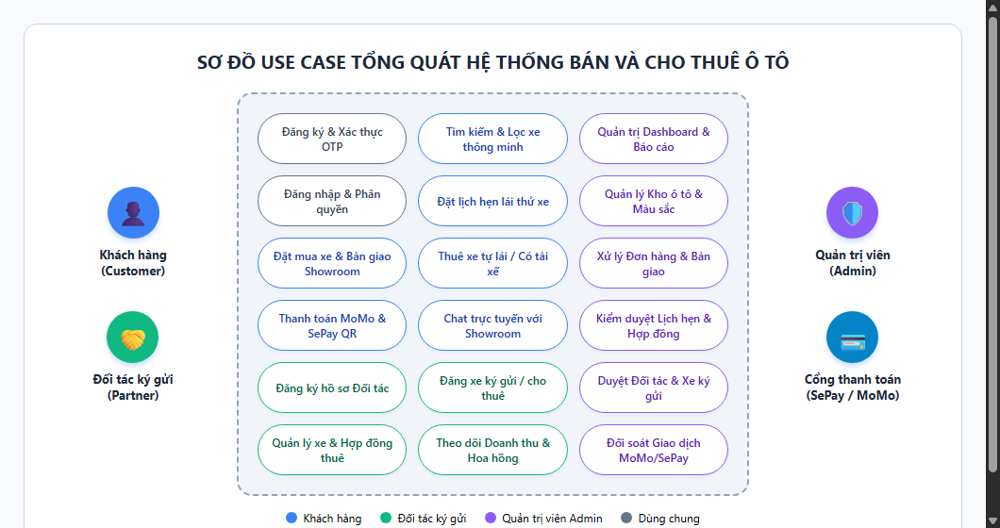 SƠ ĐỒ USE CASE TỔNG QUÁT HỆ THỐNG BÁN VÀ CHO THUÊ Ô TÔ
Đăng ký & Xác thực
OTP
Tìm kiếm & Lọc xe
thông minh
Quản trị Dashboard &
Báo cáo
Đăng nhập & Phân
quyền
Đặt lịch hẹn lái thử xe
Quản lý Kho ô tô &
Màu sắc
Đặt mua xe & Bàn giao
Showroom
Thuê xe tự lái / Có tài
xế
Xử lý Đơn hàng & Bàn
giao
Thanh toán MoMo &
SePay QR
Chat trực tuyến với
Showroom
Kiểm duyệt Lịch hẹn &
Hợp đồng
Đăng ký hồ sơ Đối tác
Đăng xe ký gửi / cho
thuê
Duyệt Đối tác & Xe ký
gửi
Quản lý xe & Hợp đồng
thuê
Theo dõi Doanh thu &
Hoa hồng
Đối soát Giao dịch
MoMo/SePay
Khách hàng
(Customer)
Đối tác ký gửi
(Partner)
Quản trị viên
(Admin)
Cổng thanh toán
(SePay / MoMo)
Khách hàng
Đối tác ký gửi
Quản trị viên Admin
Dùng chung